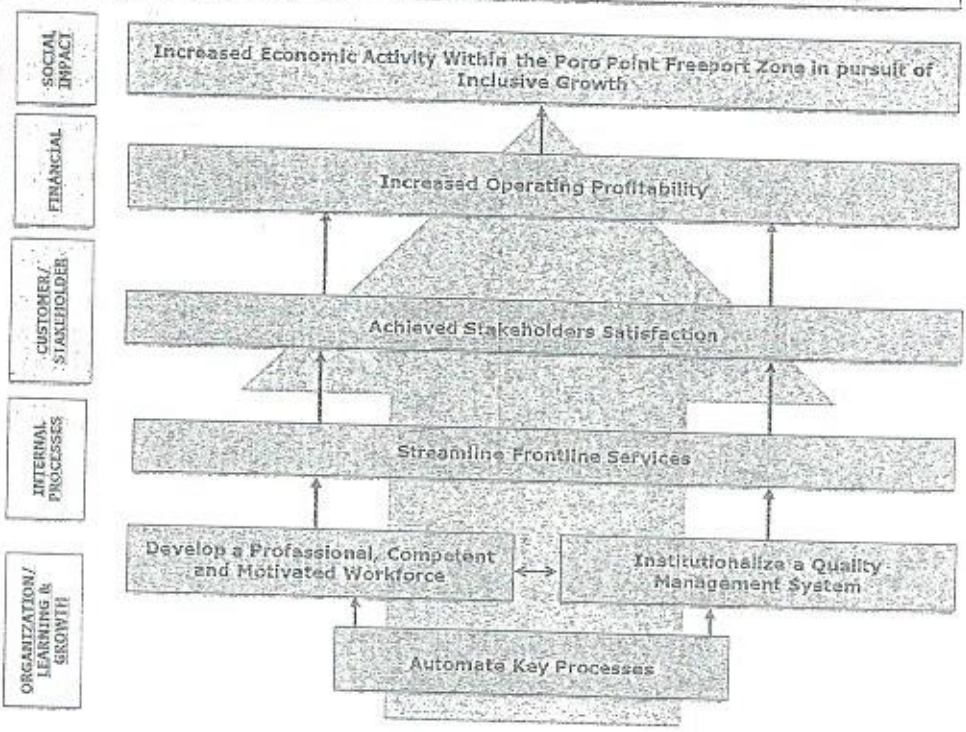 SOCIAL
IMPACT
Increased Economic Activity Within the Poro Point Freeport Zone in pursuit of
Inclusive Growth
FINANCIAL
Increased Operating Profitability
CUSTOMER/
STAKEHOLDER
Achieved Stakeholders Satisfaction
INTERNAL
PROCESSES
Streamline Frontline Services
ORGANIZATION/
LEARNING &
GROWTH
Develop a Professional, Competent
and Motivated Workforce
Institutionalize a Quality
Management System
Automate Key Processes